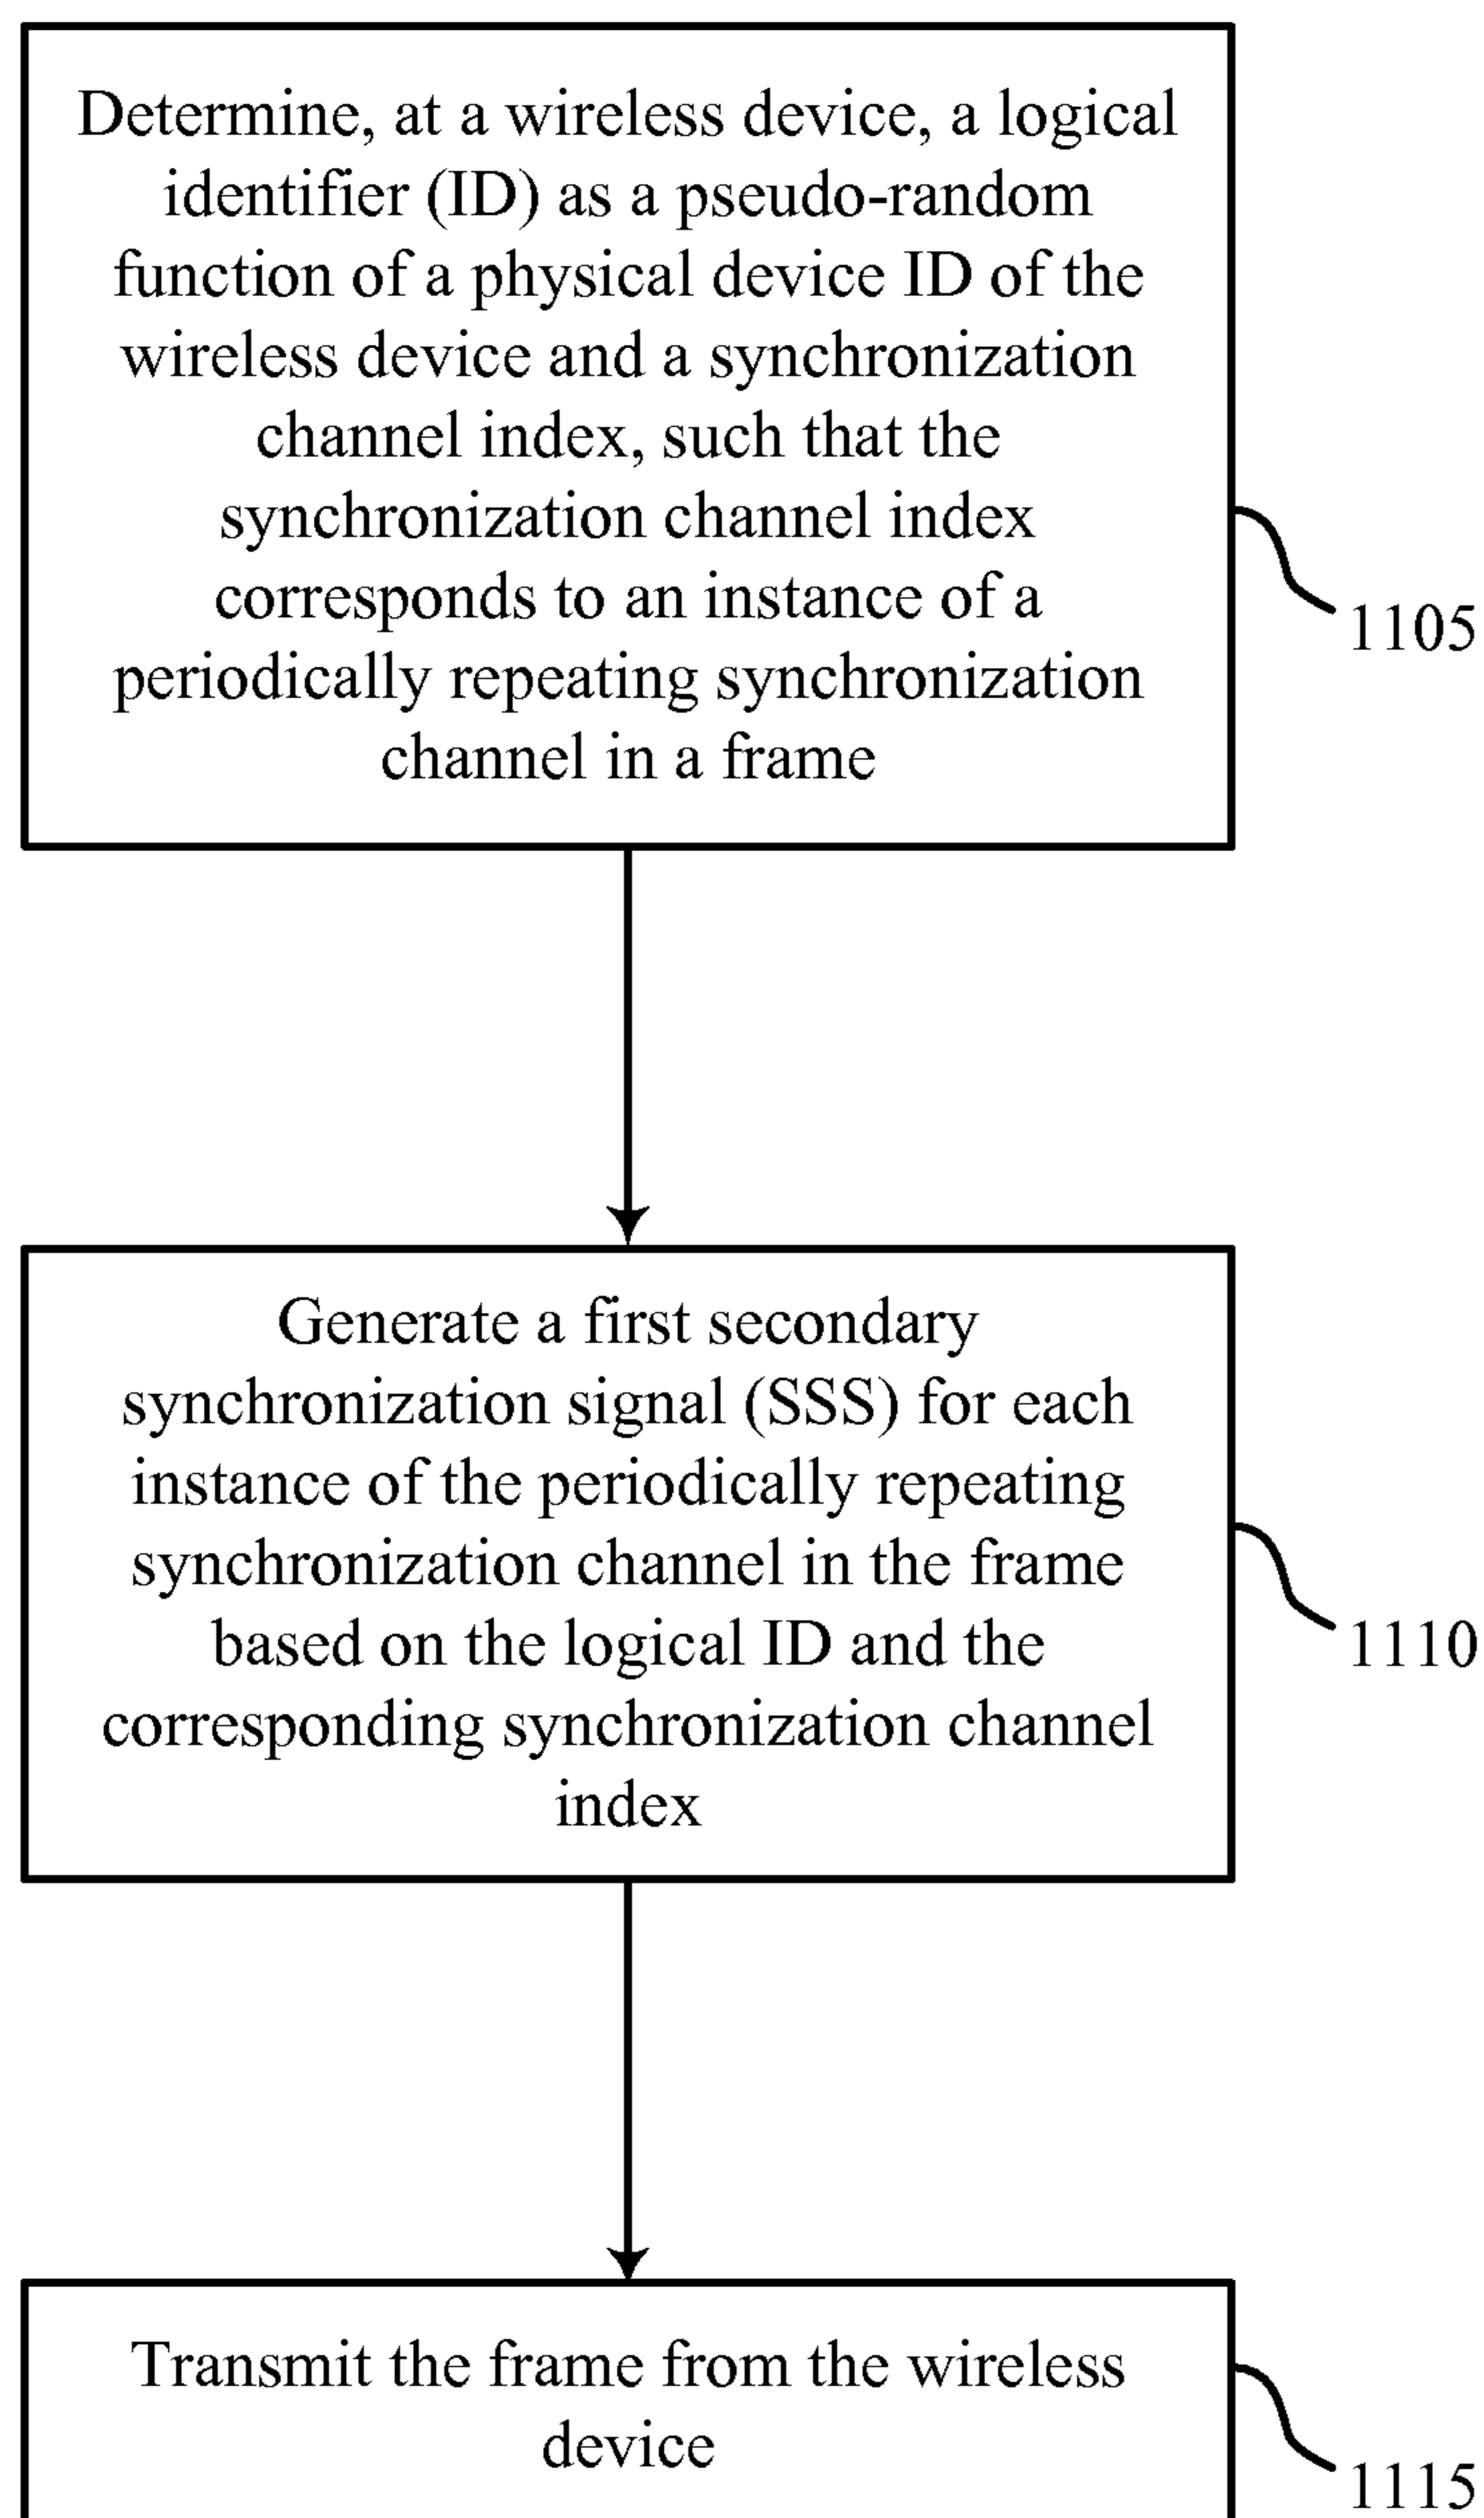 Determine, at a wireless device, a logical
identifier (ID) as a pseudo-random
function of a physical device ID of the
wireless device and a synchronization
channel index, such that the
synchronization channel index
corresponds to an instance of a
periodically repeating synchronization
channel in a frame
1105
Generate a first secondary
synchronization signal (SSS) for each
instance of the periodically repeating
synchronization channel in the frame
based on the logical ID and the
corresponding synchronization channel
index
1110
Transmit the frame from the wireless
device
1115